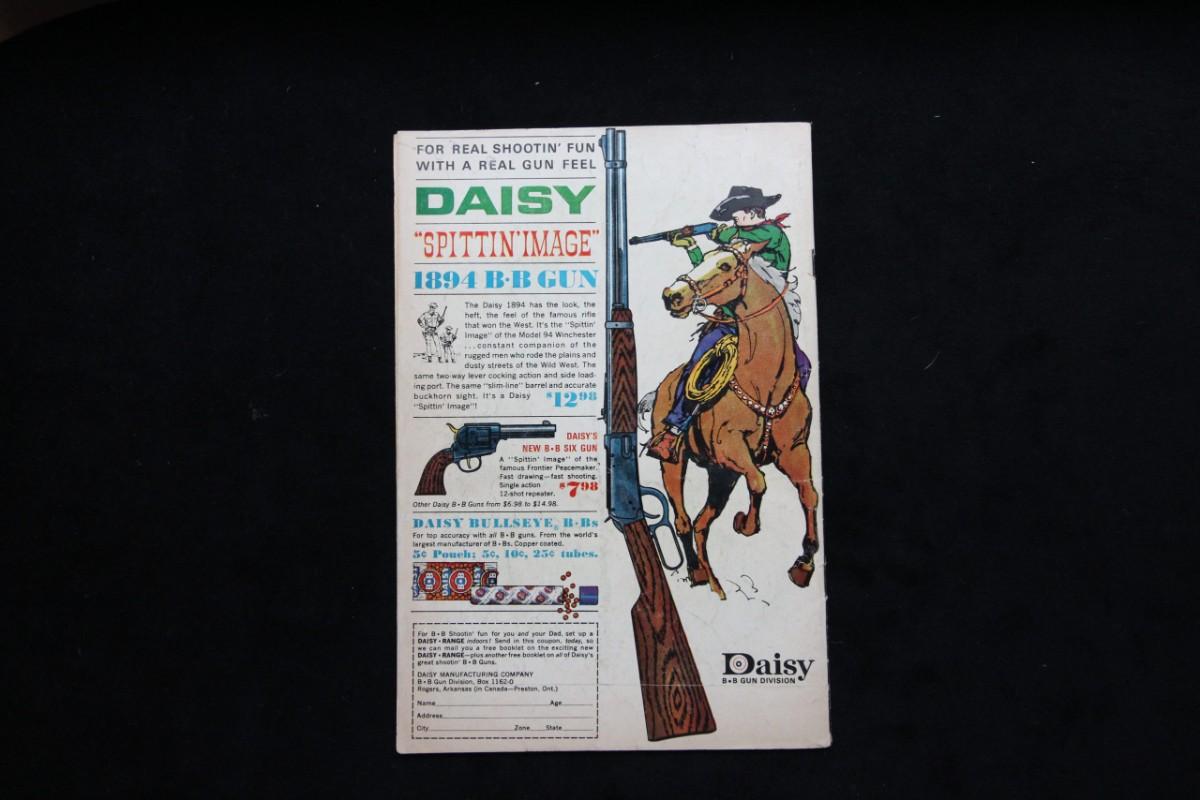 FOR REAL SHOOTIN' FUN
WITH A REAL GUN FEEL
DAISY
"SPITTIN' IMAGE"
1894 B•B GUN
The Daisy 1894 has the look, the
heft, the feel of the famous rifle
that won the West. It's the "Spittin'
Image" of the Model 94 Winchester
...constant companion of the
rugged men who rode the plains and
dusty streets of the Wild West. The
same two-way lever cocking action and side load-
ing port. The same "slim-line" barrel and accurate
buckhorn sight. It's a Daisy
"Spittin' Image"!
$12 98
DAISY'S
NEW B•B SIX GUN
A "Spittin' Image" of the
famous Frontier Peacemaker.
Fast drawing—fast shooting.
Single action
12-shot repeater.
$7 98
Other Daisy B•B Guns from $6.98 to $14.98.
DAISY BULLSEYE® B•Bs
For top accuracy with all B•B guns. From the world's
largest manufacturer of B•Bs. Copper coated.
5¢ Pouch; 5¢, 10¢, 25¢ tubes.
For B•B Shootin' fun for you and your Dad, set up a
DAISY•RANGE indoors! Send in this coupon, today, so
we can mail you a free booklet on the exciting new
DAISY•RANGE—plus another free booklet on all of Daisy's
great shootin' B•B Guns.
DAISY MANUFACTURING COMPANY
B•B Gun Division, Box 1162-O
Rogers, Arkansas (in Canada—Preston, Ont.)
Name Age
Address
City Zone State
Daisy
B•B GUN DIVISION